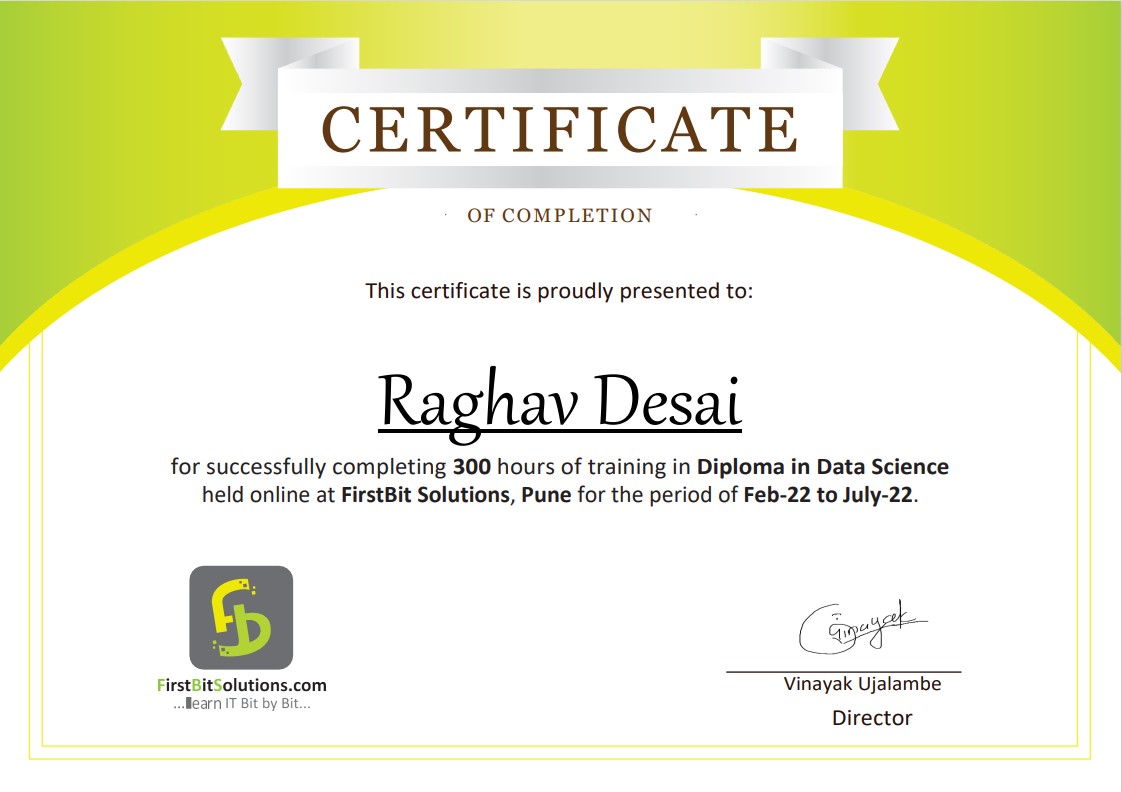 CERTIFICATE
OF COMPLETION
This certificate is proudly presented to:
Raghav Desai
for successfully completing 300 hours of training in Diploma in Data Science
held online at FirstBit Solutions, Pune for the period of Feb-22 to July-22.
fb
FirstBitSolutions.com
...learn IT Bit by Bit...
Vinayak
Vinayak Ujalambe
Director